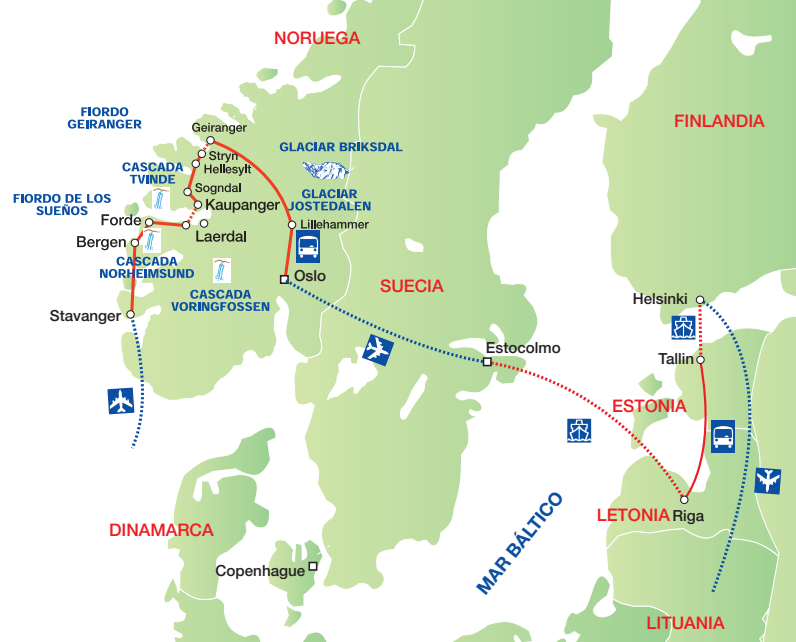 NORUEGA
FIORDO
GEIRANGER
FINLANDIA
Geiranger
GLACIAR BRIKSDAL
Stryn
Hellesylt
CASCADA
TVINDE
Sogndal
GLACIAR
JOSTEDALEN
FIORDO DE LOS
SUEÑOS
Kaupanger
Forde
Lillehammer
Laerdal
Bergen
CASCADA
NORHEIMSUND
Oslo
SUECIA
CASCADA
VORINGFOSSEN
Helsinki
Stavanger
Estocolmo
Tallin
ESTONIA
LETONIA
Riga
DINAMARCA
MAR BÁLTICO
Copenhague
LITUANIA